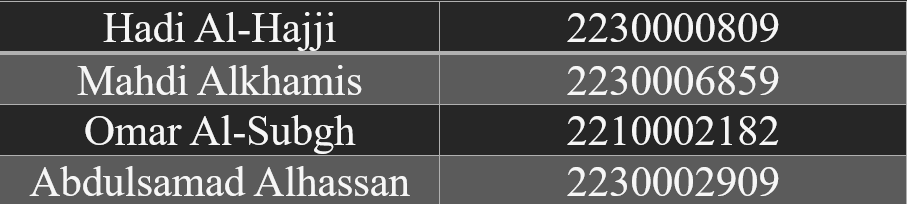 Hadi Al-Hajji 2230000809
Mahdi Alkhamis 2230006859
Omar Al-Subgh 2210002182
Abdulsamad Alhassan 2230002909